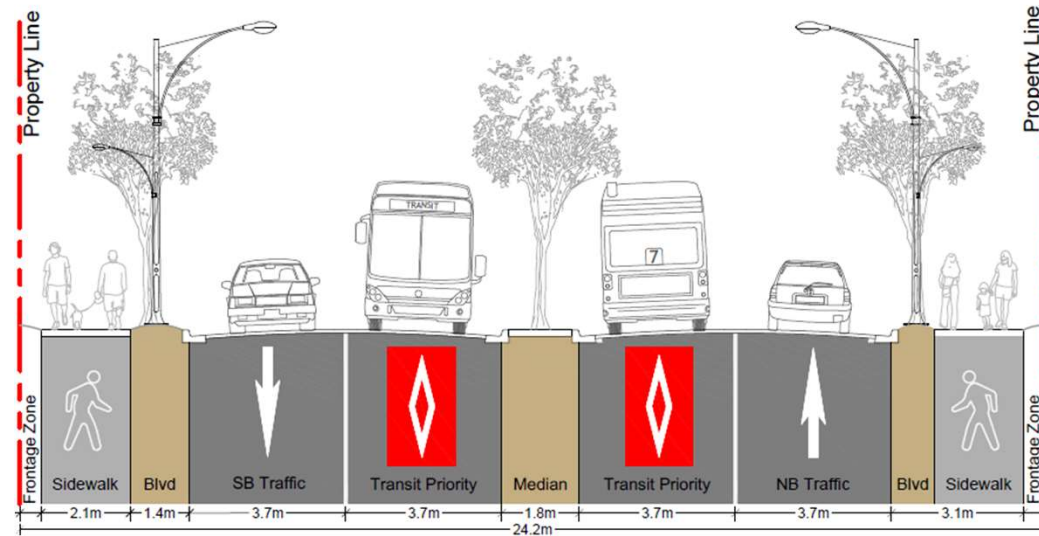 Property Line
Property Line
TRANSIT
7
Frontage Zone
Sidewalk
Blvd
SB Traffic
Transit Priority
Median
Transit Priority
NB Traffic
Blvd
Sidewalk
Frontage Zone
2.1m
1.4m
3.7m
3.7m
1.8m
3.7m
3.7m
3.1m
24.2m